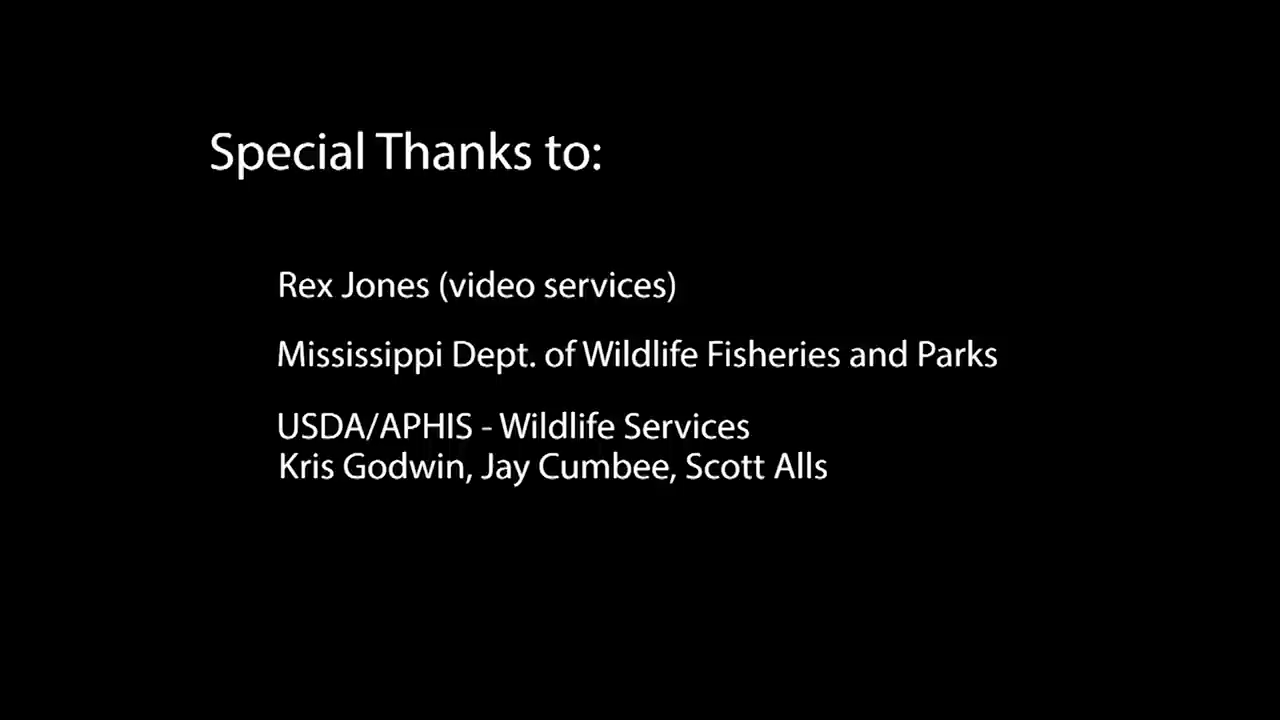 Special Thanks to:
Rex Jones (video services)
Mississippi Dept. of Wildlife Fisheries and Parks
USDA/APHIS - Wildlife Services
Kris Godwin, Jay Cumbee, Scott Alls